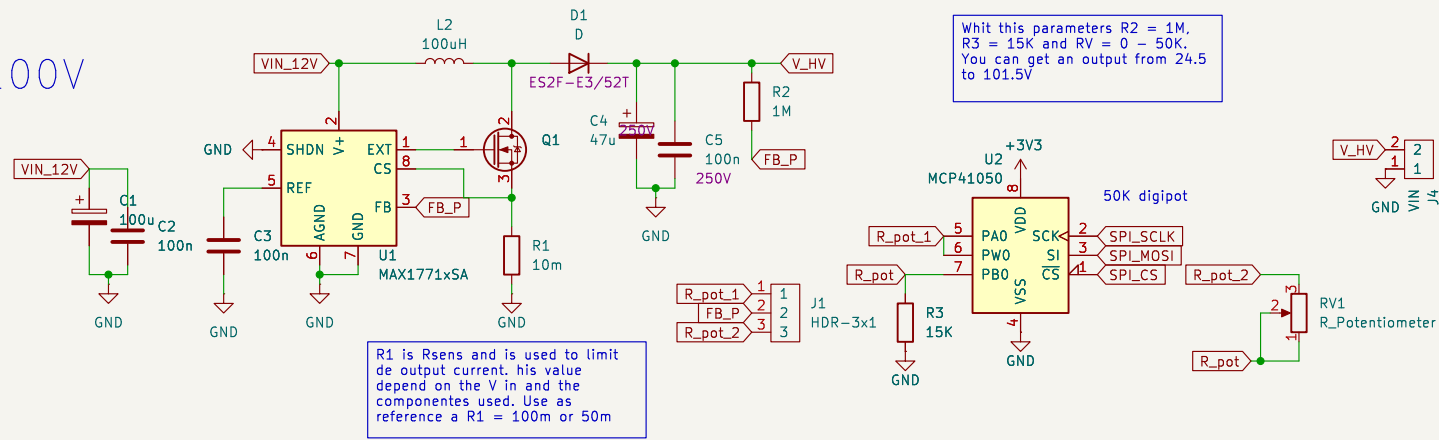 00V
VIN_12V
L2
100uH
D1
D
ES2F-E3/52T
V_HV
R2
1M
FB_P
C4
47u
250V
C5
100n
250V
GND
GND
SHDN
V+
EXT
CS
REF
FB
AGND
GND
4
2
1
8
5
3
6
7
FB_P
U1
MAX1771xSA
1
2
3
Q1
R1
10m
GND
GND
VIN_12V
C1
100u
C2
100n
GND
C3
100n
GND
R1 is Rsens and is used to limit
de output current. his value
depend on the V in and the
componentes used. Use as
reference a R1 = 100m or 50m
Whit this parameters R2 = 1M,
R3 = 15K and RV = 0 – 50K.
You can get an output from 24.5
to 101.5V
R_pot_1
FB_P
R_pot_2
1
2
3
1
2
3
J1
HDR-3x1
U2
MCP41050
+3V3
50K digipot
8
VDD
PA0
PW0
PB0
SCK
SI
CS
VSS
5
6
7
2
3
1
4
R_pot_1
R_pot
SPI_SCLK
SPI_MOSI
SPI_CS
R3
15K
GND
GND
R_pot_2
3
2
1
RV1
R_Potentiometer
R_pot
V_HV
2
1
2
1
GND
VIN
J4